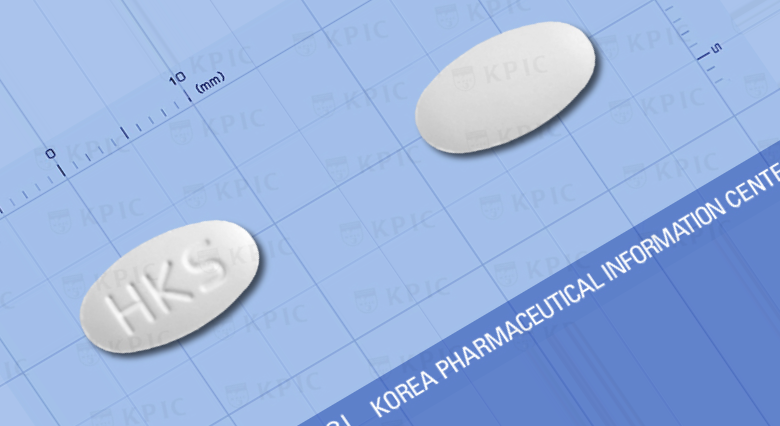 10
(mm)
0
5
HKS
KPIC
KOREA PHARMACEUTICAL INFORMATION CENTE